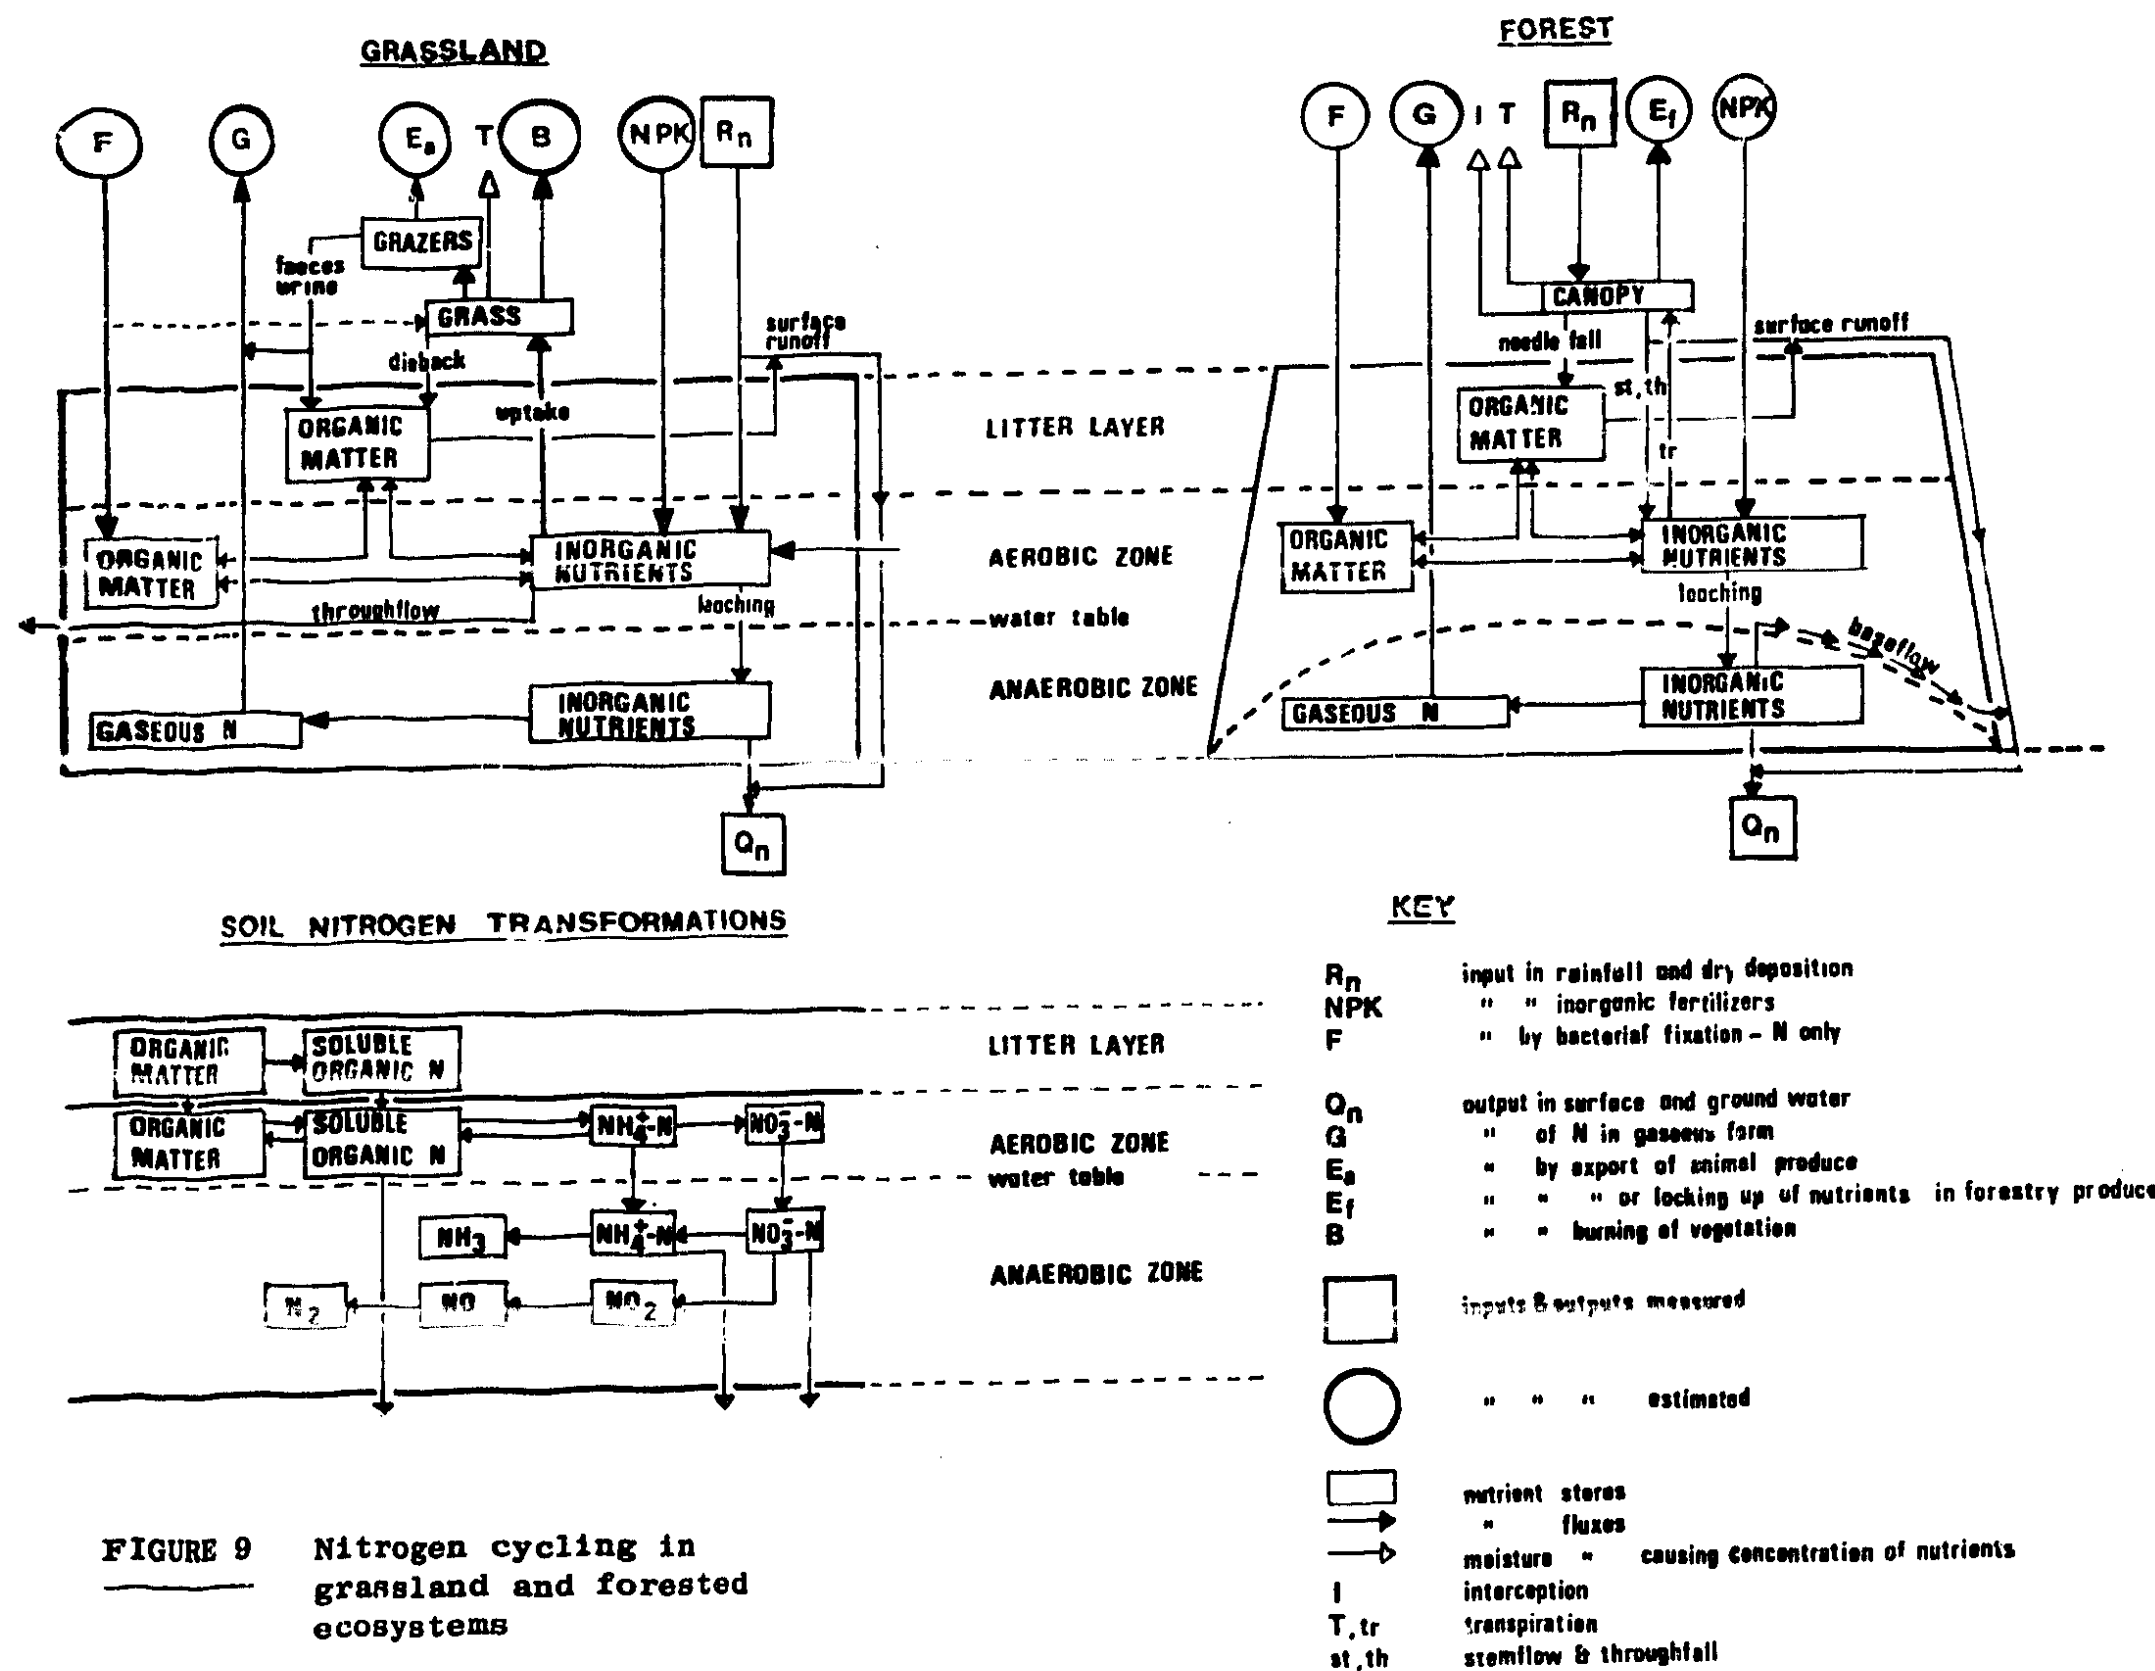 GRASSLAND
F
G
Ea
T
B
NPK
Rn
GRAZERS
faeces
urine
GRASS
surface
runoff
dieback
uptake
ORGANIC
MATTER
ORGANIC
MATTER
INORGANIC
NUTRIENTS
throughflow
leaching
INORGANIC
NUTRIENTS
GASEOUS N
Qn
LITTER LAYER
AEROBIC ZONE
water table
ANAEROBIC ZONE
FOREST
F
G
I
T
Rn
Ef
NPK
CANOPY
needle fall
surface runoff
st,th
ORGANIC
MATTER
tr
ORGANIC
MATTER
INORGANIC
NUTRIENTS
leaching
baseflow
INORGANIC
NUTRIENTS
GASEOUS N
Qn
SOIL NITROGEN TRANSFORMATIONS
ORGANIC
MATTER
SOLUBLE
ORGANIC N
LITTER LAYER
ORGANIC
MATTER
SOLUBLE
ORGANIC N
NH4+-N
NO3--N
AEROBIC ZONE
water table
NH3
NH4+-N
NO3--N
N2
NO
NO2
ANAEROBIC ZONE
KEY
Rn input in rainfall and dry deposition
NPK " " inorganic fertilizers
F " by bacterial fixation - N only
Qn output in surface and ground water
G " of N in gaseous form
Ea " by export of animal produce
Ef " " " or locking up of nutrients in forestry produce
B " " burning of vegetation
inputs & outputs measured
" " " estimated
nutrient stores
" fluxes
moisture " causing concentration of nutrients
I interception
T,tr transpiration
st,th stemflow & throughfall
FIGURE 9 Nitrogen cycling in
grassland and forested
ecosystems